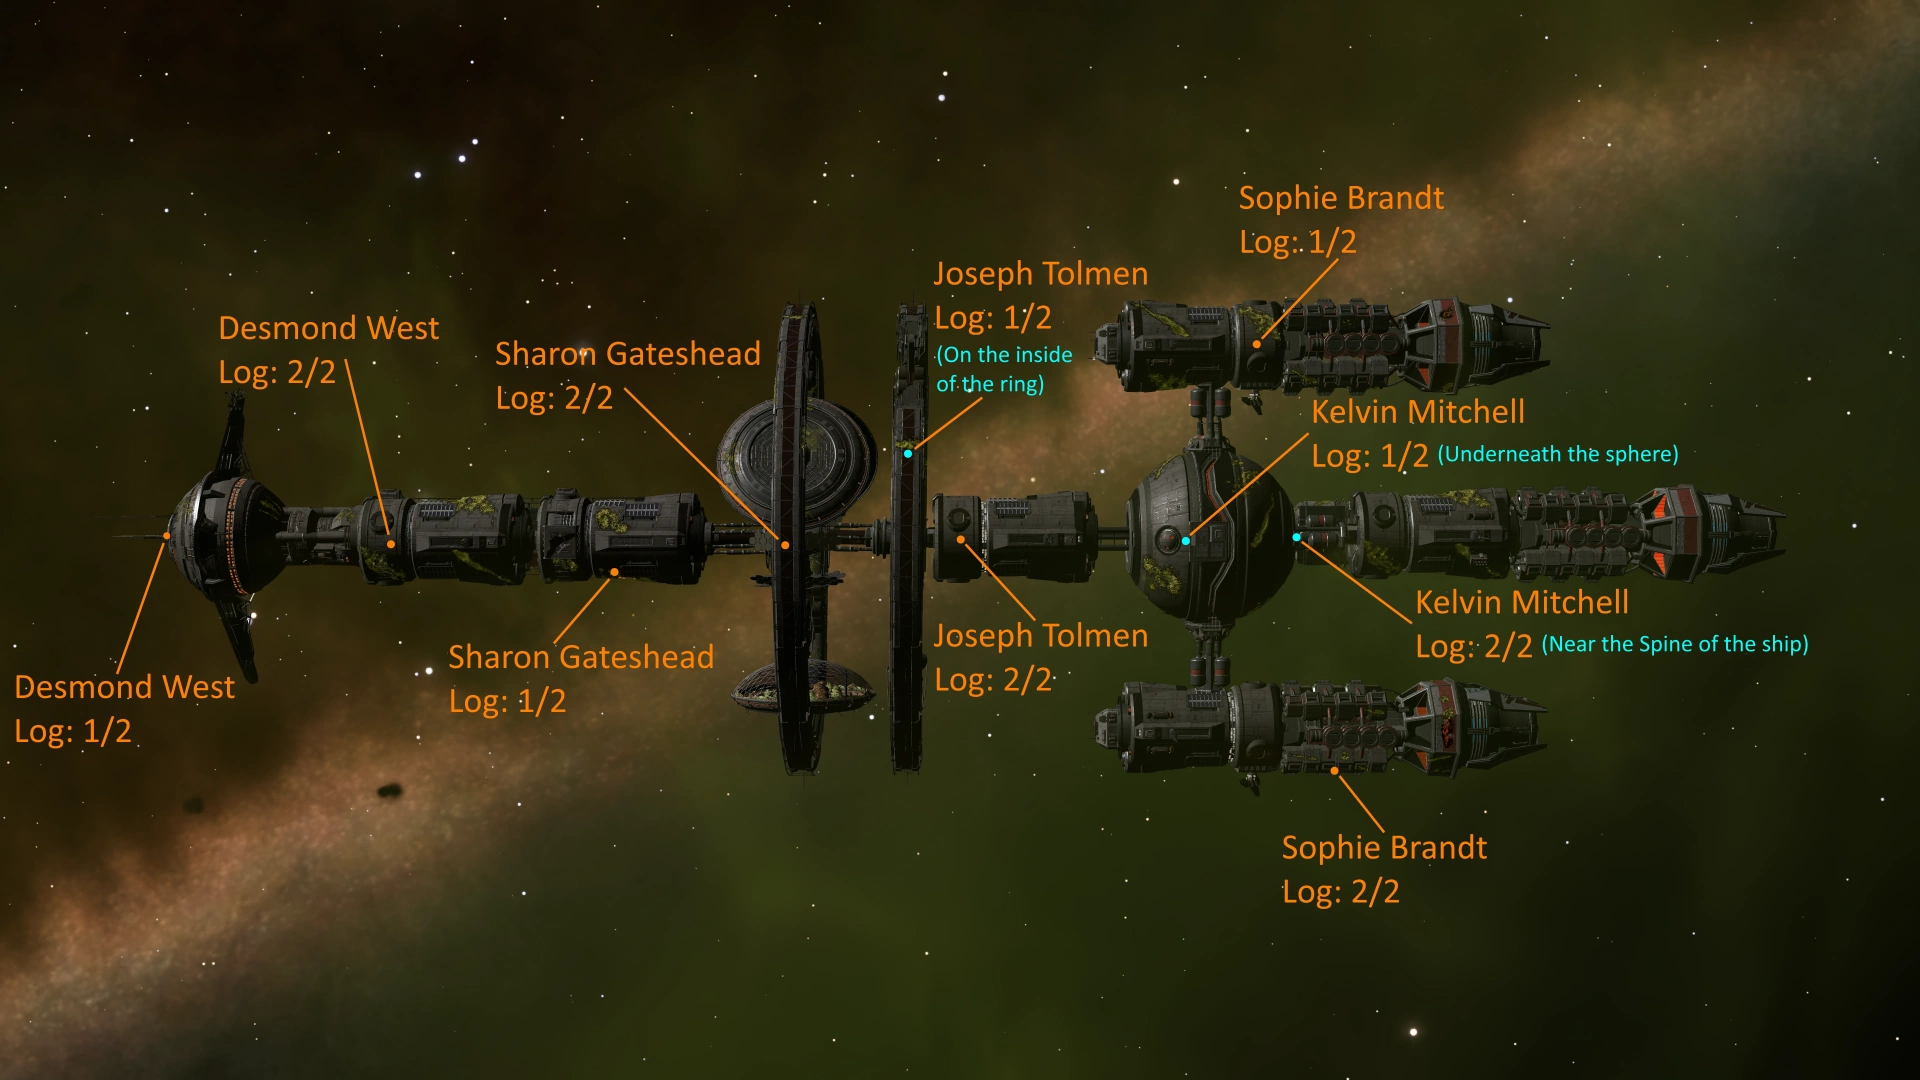 Sophie Brandt
Log: 1/2
Joseph Tolmen
Log: 1/2
(On the inside
of the ring)
Desmond West
Log: 2/2
Sharon Gateshead
Log: 2/2
Kelvin Mitchell
Log: 1/2 (Underneath the sphere)
Kelvin Mitchell
Log: 2/2 (Near the Spine of the ship)
Joseph Tolmen
Log: 2/2
Sharon Gateshead
Log: 1/2
Desmond West
Log: 1/2
Sophie Brandt
Log: 2/2